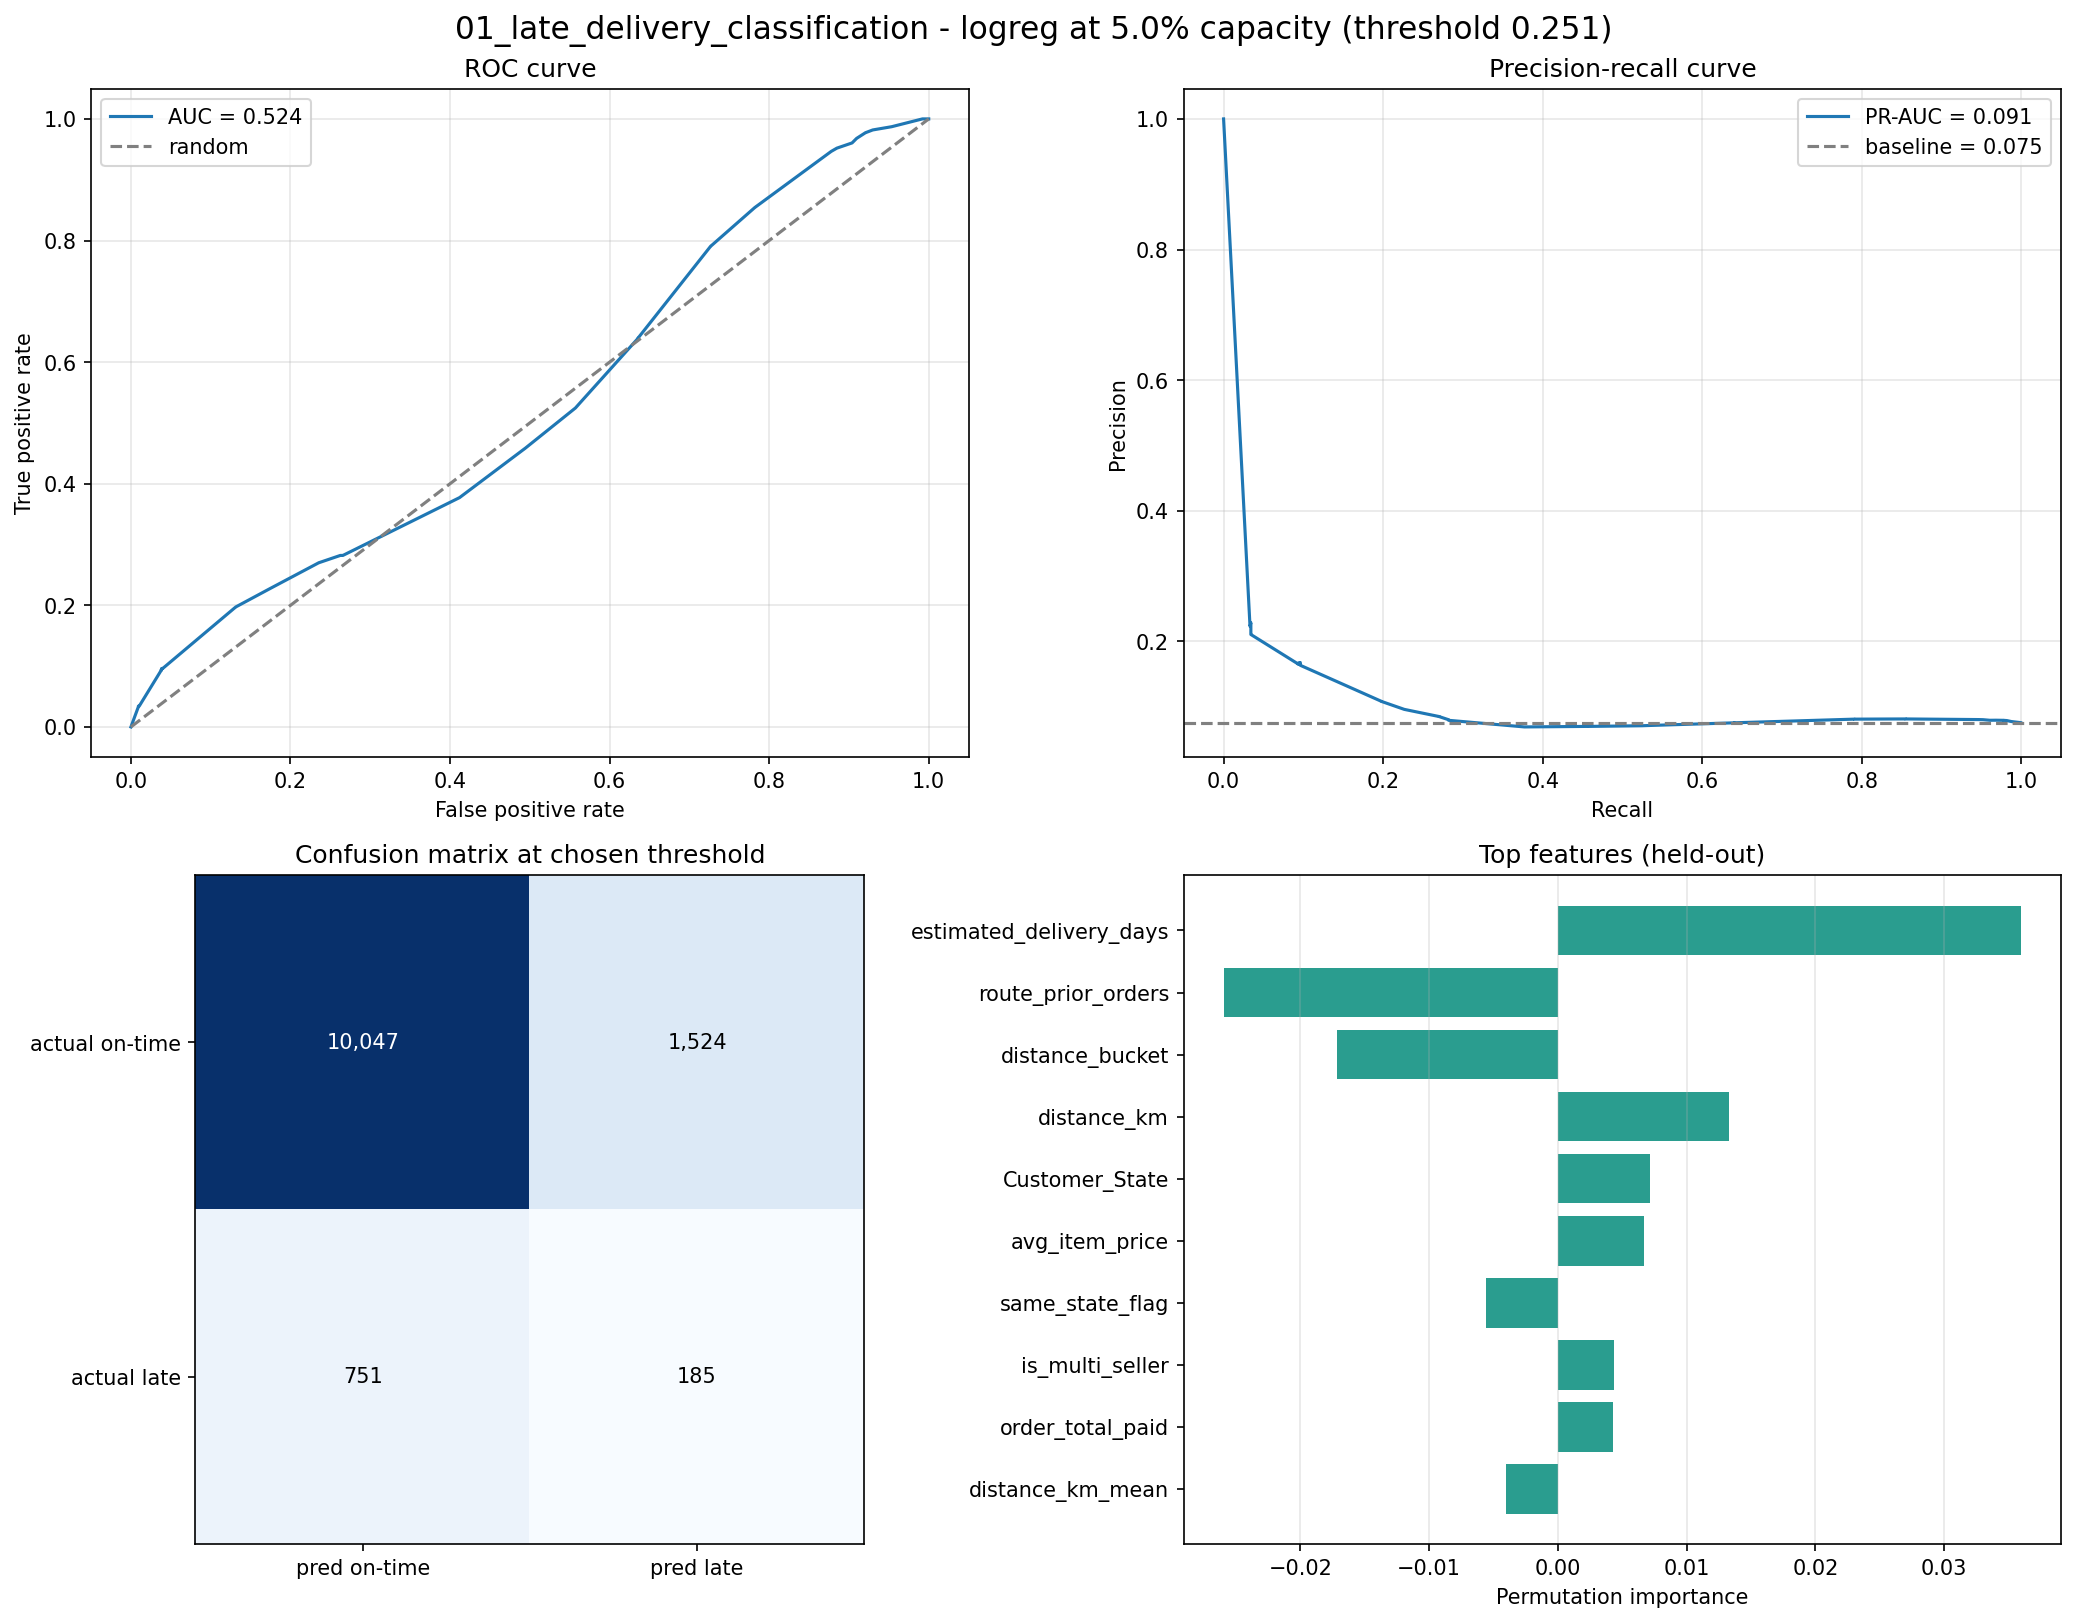 01_late_delivery_classification - logreg at 5.0% capacity (threshold 0.251)
ROC curve
AUC = 0.524
random
True positive rate
1.0
0.8
0.6
0.4
0.2
0.0
0.0 0.2 0.4 0.6 0.8 1.0
False positive rate
Precision-recall curve
PR-AUC = 0.091
baseline = 0.075
Precision
1.0
0.8
0.6
0.4
0.2
0.0 0.2 0.4 0.6 0.8 1.0
Recall
Confusion matrix at chosen threshold
actual on-time
10,047 1,524
actual late
751 185
pred on-time pred late
Top features (held-out)
estimated_delivery_days
route_prior_orders
distance_bucket
distance_km
Customer_State
avg_item_price
same_state_flag
is_multi_seller
order_total_paid
distance_km_mean
−0.02 −0.01 0.00 0.01 0.02 0.03
Permutation importance